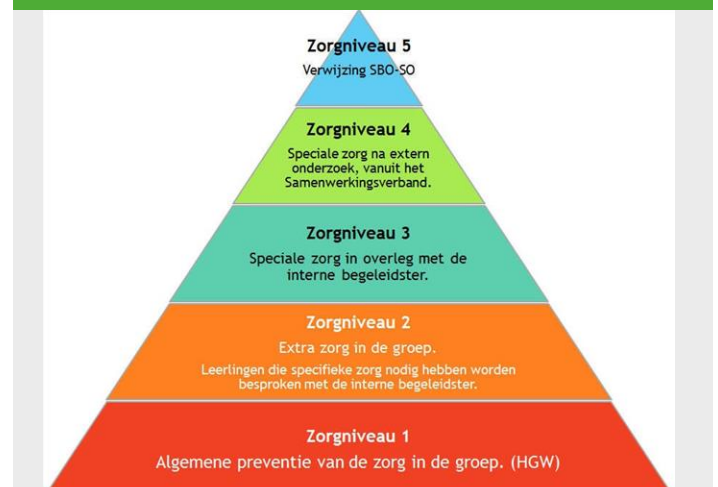 Zorgniveau 5
Verwijzing SBO-SO
Zorgniveau 4
Speciale zorg na extern
onderzoek, vanuit het
Samenwerkingsverband.
Zorgniveau 3
Speciale zorg in overleg met de
interne begeleidster.
Zorgniveau 2
Extra zorg in de groep.
Leerlingen die specifieke zorg nodig hebben worden
besproken met de interne begeleidster.
Zorgniveau 1
Algemene preventie van de zorg in de groep. (HGW)